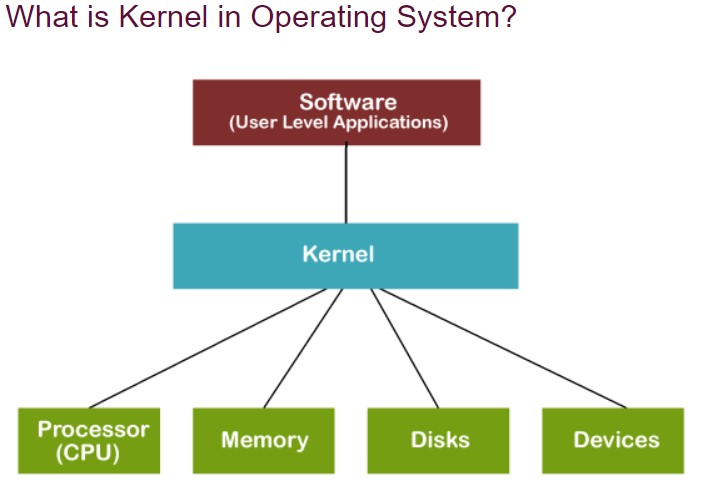 What is Kernel in Operating System?
Software
(User Level Applications)
Kernel
Processor
(CPU)
Memory
Disks
Devices